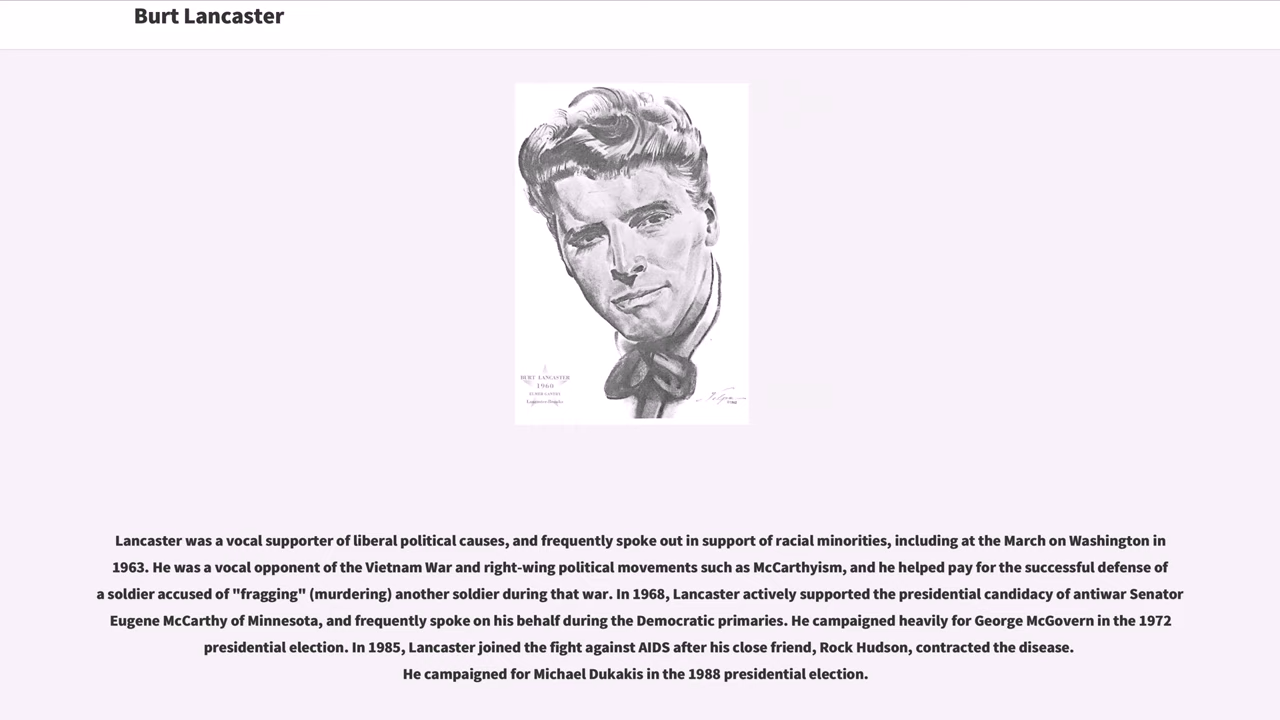 Burt Lancaster
BURT LANCASTER
1960
Lancaster was a vocal supporter of liberal political causes, and frequently spoke out in support of racial minorities, including at the March on Washington in
1963. He was a vocal opponent of the Vietnam War and right-wing political movements such as McCarthyism, and he helped pay for the successful defense of
a soldier accused of "fragging" (murdering) another soldier during that war. In 1968, Lancaster actively supported the presidential candidacy of antiwar Senator
Eugene McCarthy of Minnesota, and frequently spoke on his behalf during the Democratic primaries. He campaigned heavily for George McGovern in the 1972
presidential election. In 1985, Lancaster joined the fight against AIDS after his close friend, Rock Hudson, contracted the disease.
He campaigned for Michael Dukakis in the 1988 presidential election.